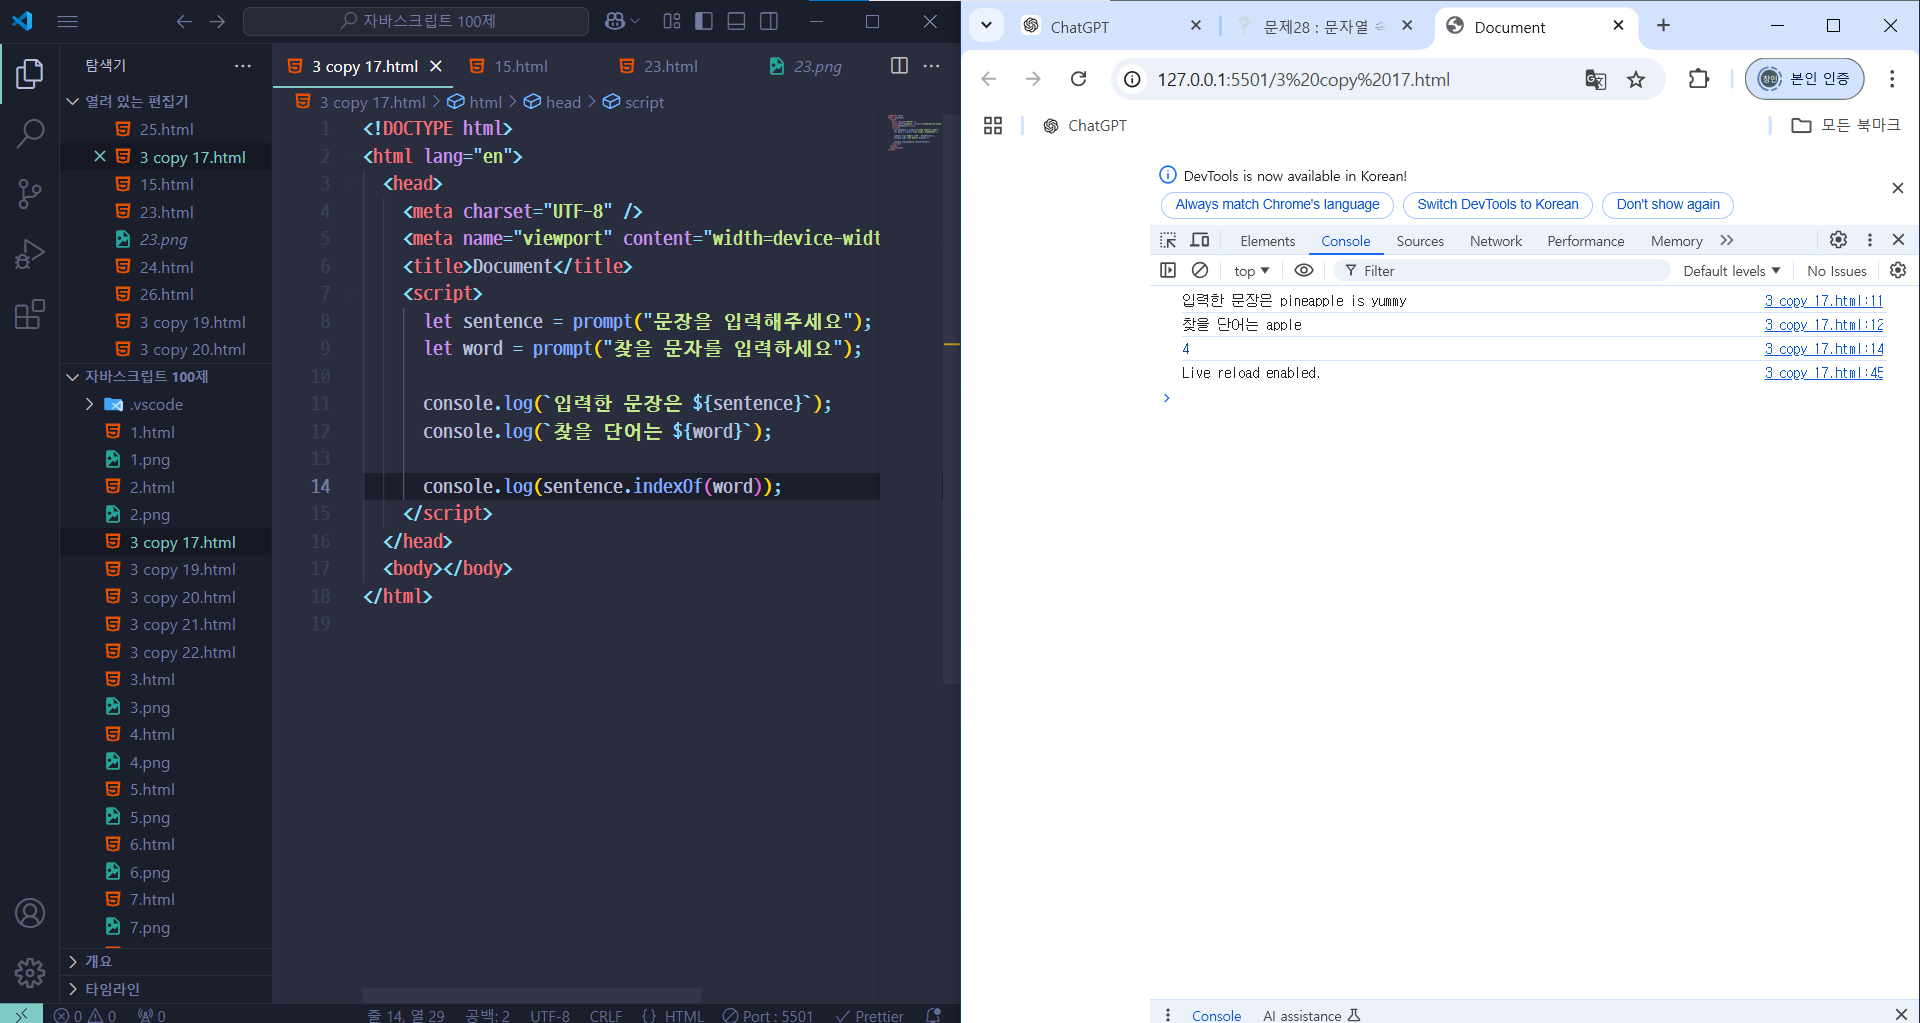 자바스크립트 100제
탐색기
열려 있는 편집기
25.html
3 copy 17.html
15.html
23.html
23.png
24.html
26.html
3 copy 19.html
3 copy 20.html
자바스크립트 100제
.vscode
1.html
1.png
2.html
2.png
3 copy 17.html
3 copy 19.html
3 copy 20.html
3 copy 21.html
3 copy 22.html
3.html
3.png
4.html
4.png
5.html
5.png
6.html
6.png
7.html
7.png
개요
타임라인
3 copy 17.html 15.html 23.html 23.png
3 copy 17.html > html > head > script
1 <!DOCTYPE html>
2 <html lang="en">
3 <head>
4 <meta charset="UTF-8" />
5 <meta name="viewport" content="width=device-widt
6 <title>Document</title>
7 <script>
8 let sentence = prompt("문장을 입력해주세요");
9 let word = prompt("찾을 문자를 입력하세요");
10
11 console.log(`입력한 문장은 ${sentence}`);
12 console.log(`찾을 단어는 ${word}`);
13
14 console.log(sentence.indexOf(word));
15 </script>
16 </head>
17 <body></body>
18 </html>
19
0 0 0 줄 14, 열 29 공백: 2 UTF-8 CRLF {} HTML Port : 5501 Prettier
ChatGPT 문제28 : 문자열 Document
127.0.0.1:5501/3%20copy%2017.html 본인 인증
ChatGPT 모든 북마크
DevTools is now available in Korean!
Always match Chrome's language Switch DevTools to Korean Don't show again
Elements Console Sources Network Performance Memory
top Filter Default levels No Issues
입력한 문장은 pineapple is yummy 3 copy 17.html:11
찾을 단어는 apple 3 copy 17.html:12
4 3 copy 17.html:14
Live reload enabled. 3 copy 17.html:45
Console AI assistance